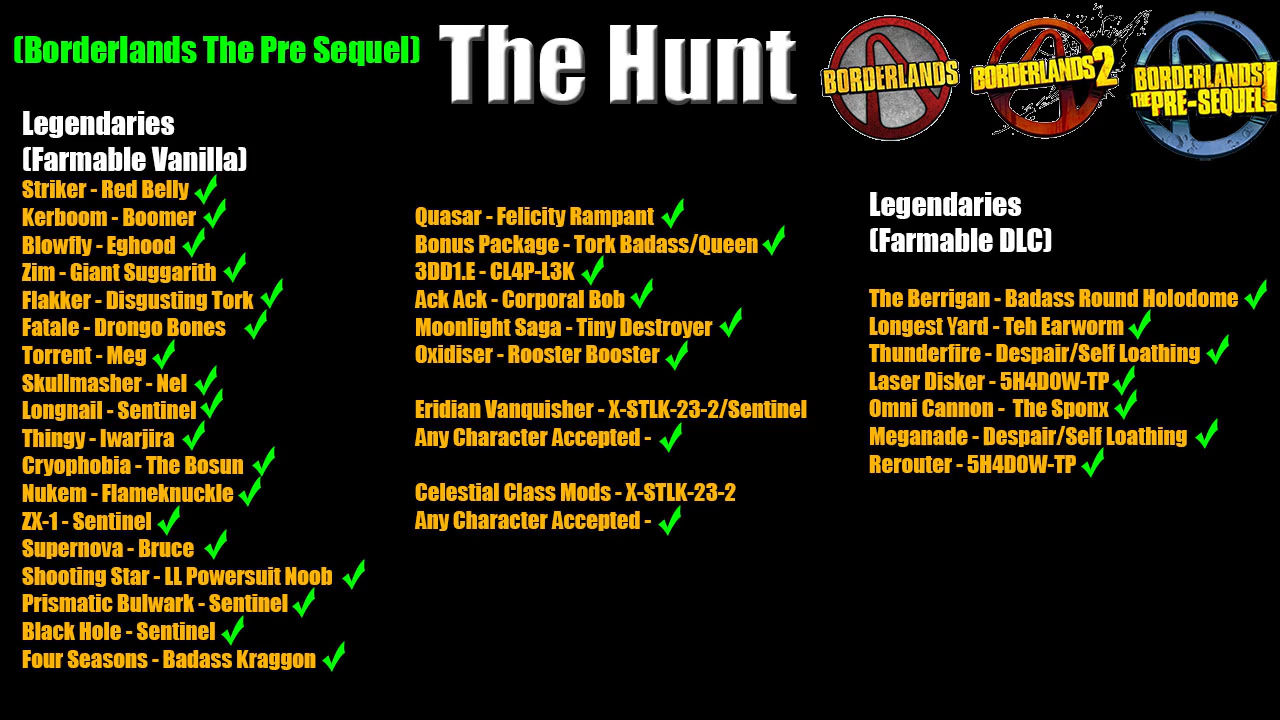 (Borderlands The Pre Sequel)
The Hunt
BORDERLANDS
BORDERLANDS 2
BORDERLANDS
THE PRE-SEQUEL!
Legendaries
(Farmable Vanilla)
Striker - Red Belly
Kerboom - Boomer
Blowfly - Eghood
Zim - Giant Suggarith
Flakker - Disgusting Tork
Fatale - Drongo Bones
Torrent - Meg
Skullmasher - Nel
Longnail - Sentinel
Thingy - Iwarjira
Cryophobia - The Bosun
Nukem - Flameknuckle
ZX-1 - Sentinel
Supernova - Bruce
Shooting Star - LL Powersuit Noob
Prismatic Bulwark - Sentinel
Black Hole - Sentinel
Four Seasons - Badass Kraggon
Quasar - Felicity Rampant
Bonus Package - Tork Badass/Queen
3DD1.E - CL4P-L3K
Ack Ack - Corporal Bob
Moonlight Saga - Tiny Destroyer
Oxidiser - Rooster Booster
Eridian Vanquisher - X-STLK-23-2/Sentinel
Any Character Accepted -
Celestial Class Mods - X-STLK-23-2
Any Character Accepted -
Legendaries
(Farmable DLC)
The Berrigan - Badass Round Holodome
Longest Yard - Teh Earworm
Thunderfire - Despair/Self Loathing
Laser Disker - 5H4D0W-TP
Omni Cannon - The Sponx
Meganade - Despair/Self Loathing
Rerouter - 5H4D0W-TP